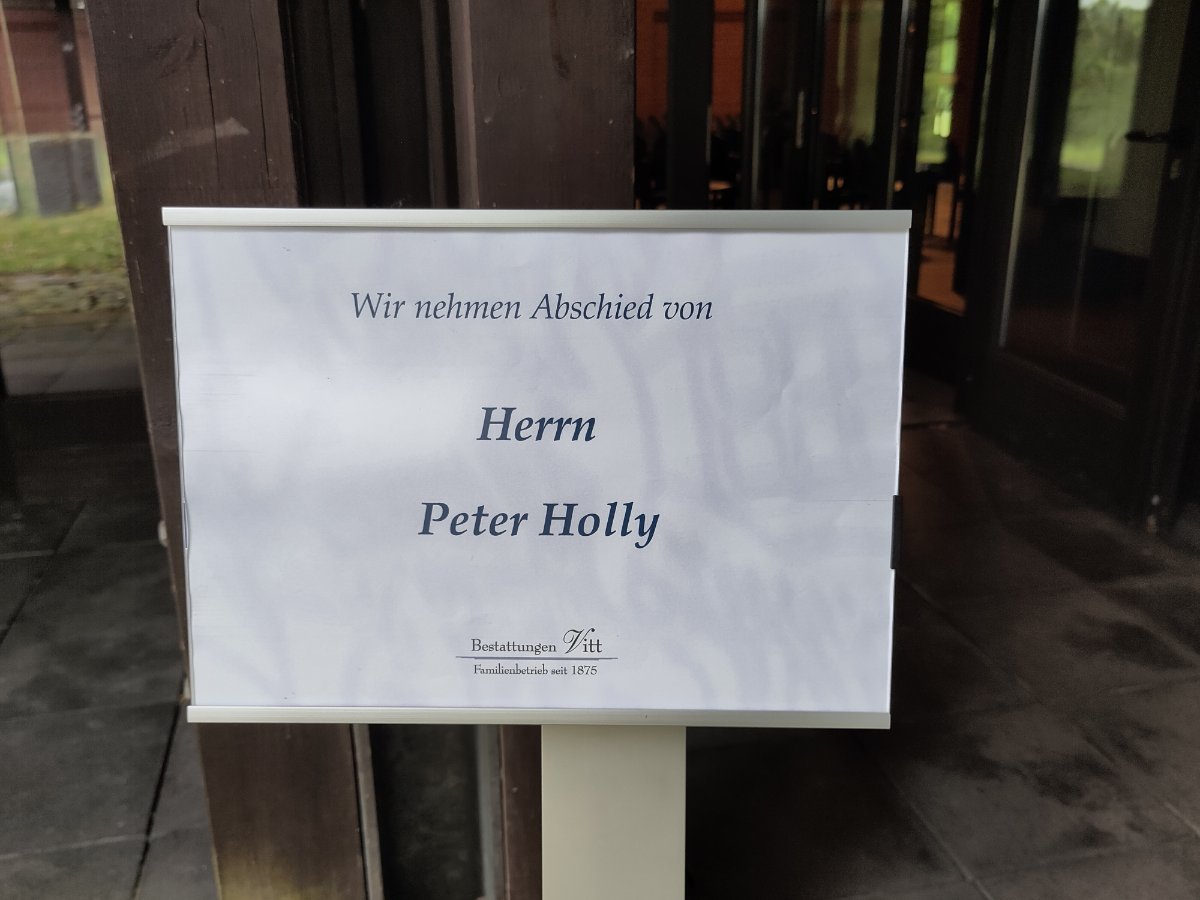 Wir nehmen Abschied von
Herrn
Peter Holly
Bestattungen Vitt
Familienbetrieb seit 1875